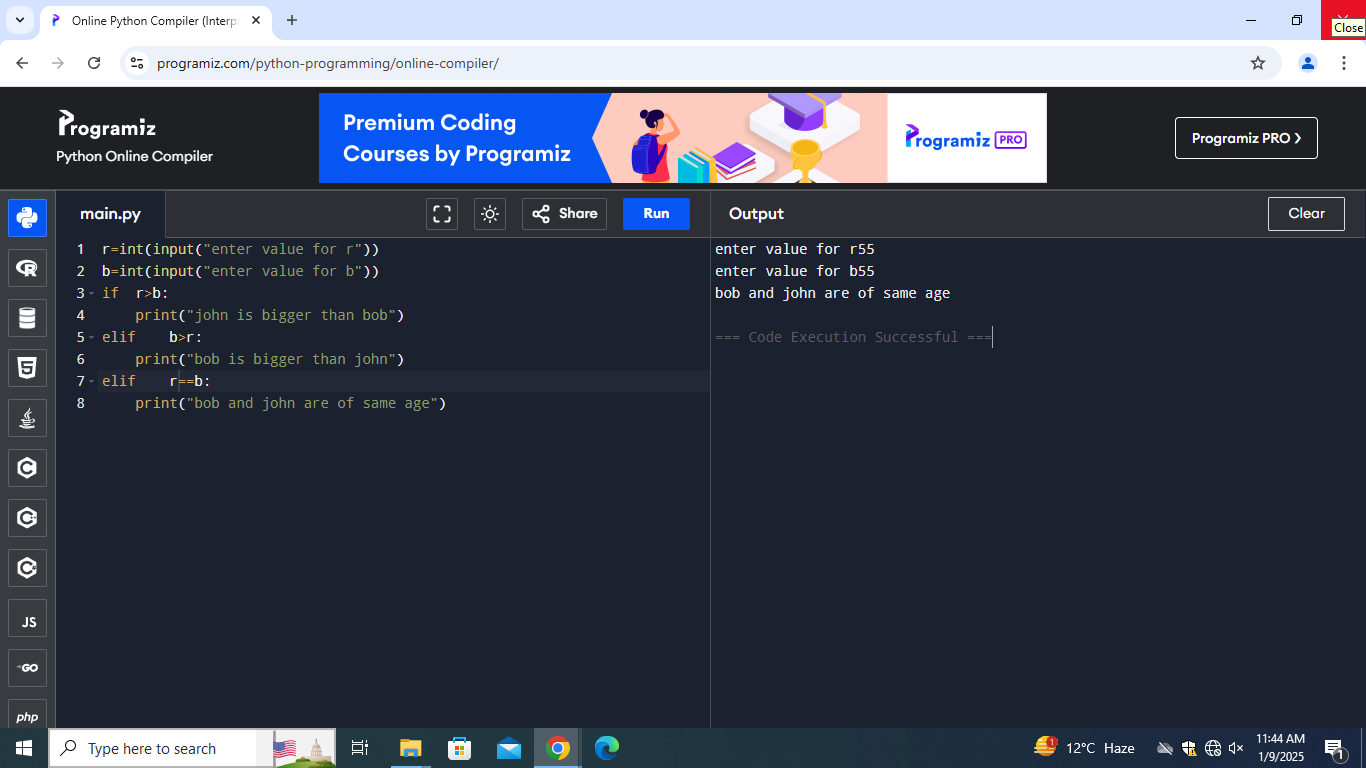 Online Python Compiler (Interp
Close
programiz.com/python-programming/online-compiler/
Programiz
Python Online Compiler
Premium Coding
Courses by Programiz
Programiz PRO
Programiz PRO ❯
main.py
Share
Run
Output
Clear
1 r=int(input("enter value for r"))
2 b=int(input("enter value for b"))
3 if  r>b:
4     print("john is bigger than bob")
5 elif    b>r:
6     print("bob is bigger than john")
7 elif    r==b:
8     print("bob and john are of same age")
enter value for r55
enter value for b55
bob and john are of same age
=== Code Execution Successful ===
R
5
C
C
C
JS
GO
php
Type here to search
1
12°C Haze
11:44 AM
1/9/2025
1